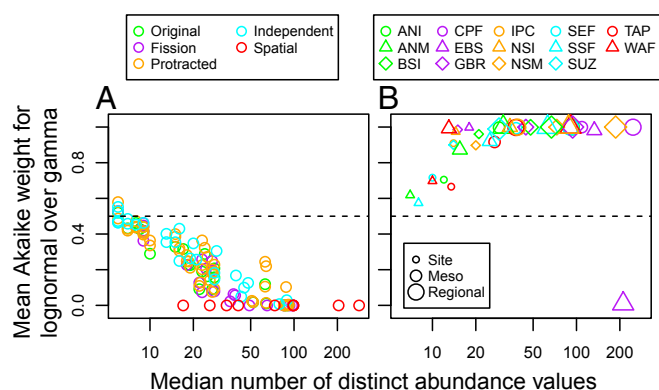 Original
Fission
Protracted
Independent
Spatial
ANI
ANM
BSI
CPF
EBS
GBR
IPC
NSI
NSM
SEF
SSF
SUZ
TAP
WAF
A
B
Mean Akaike weight for
lognormal over gamma
0.8
0.4
0.0
Site
Meso
Regional
10 20 50 100 200
10 20 50 100 200
Median number of distinct abundance values